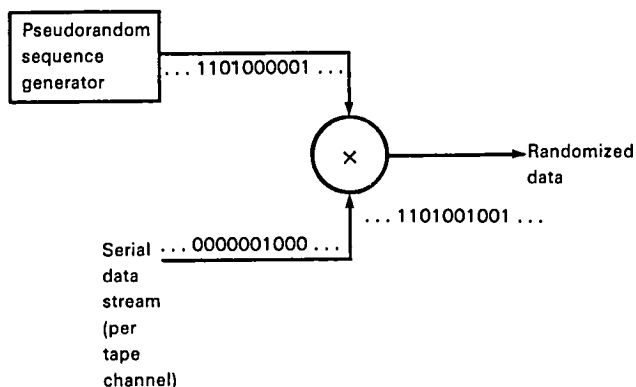 Pseudorandom
sequence
generator
... 1101000001 ...
×
Randomized
data
... 1101001001 ...
... 0000001000 ...
Serial
data
stream
(per
tape
channel)